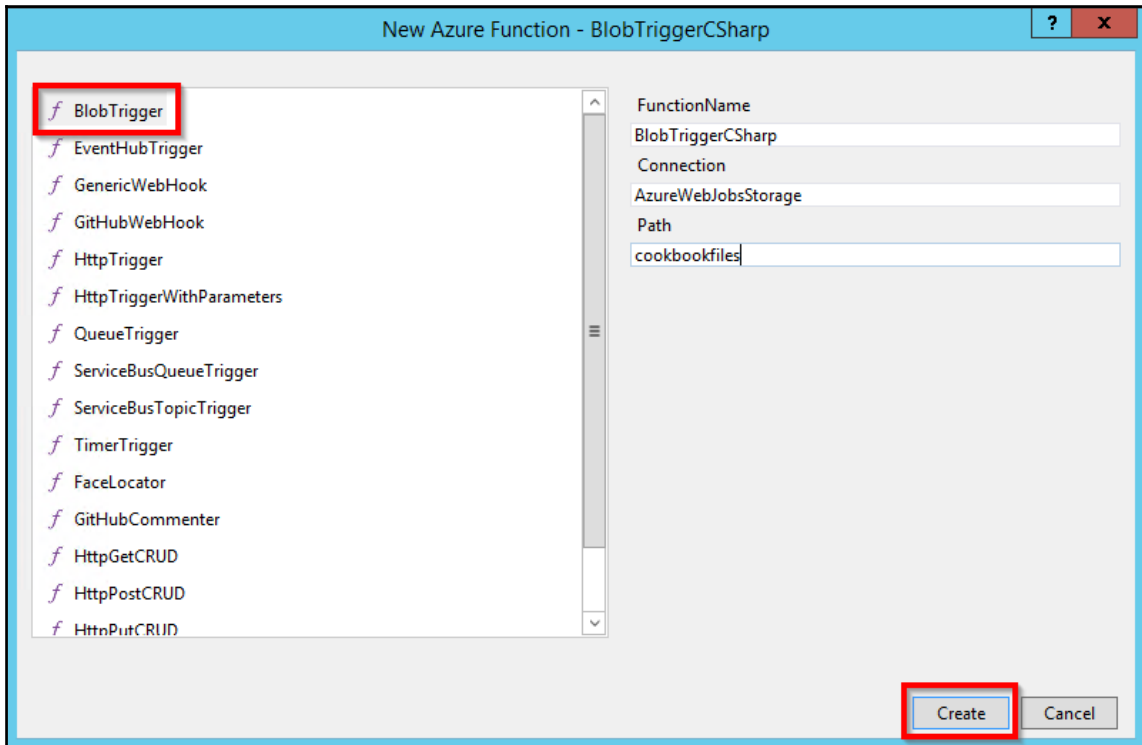 New Azure Function - BlobTriggerCSharp
? x
BlobTrigger
EventHubTrigger
GenericWebHook
GitHubWebHook
HttpTrigger
HttpTriggerWithParameters
QueueTrigger
ServiceBusQueueTrigger
ServiceBusTopicTrigger
TimerTrigger
FaceLocator
GitHubCommenter
HttpGetCRUD
HttpPostCRUD
HttpPutCRUD
FunctionName
BlobTriggerCSharp
Connection
AzureWebJobsStorage
Path
cookbookfiles
Create
Cancel